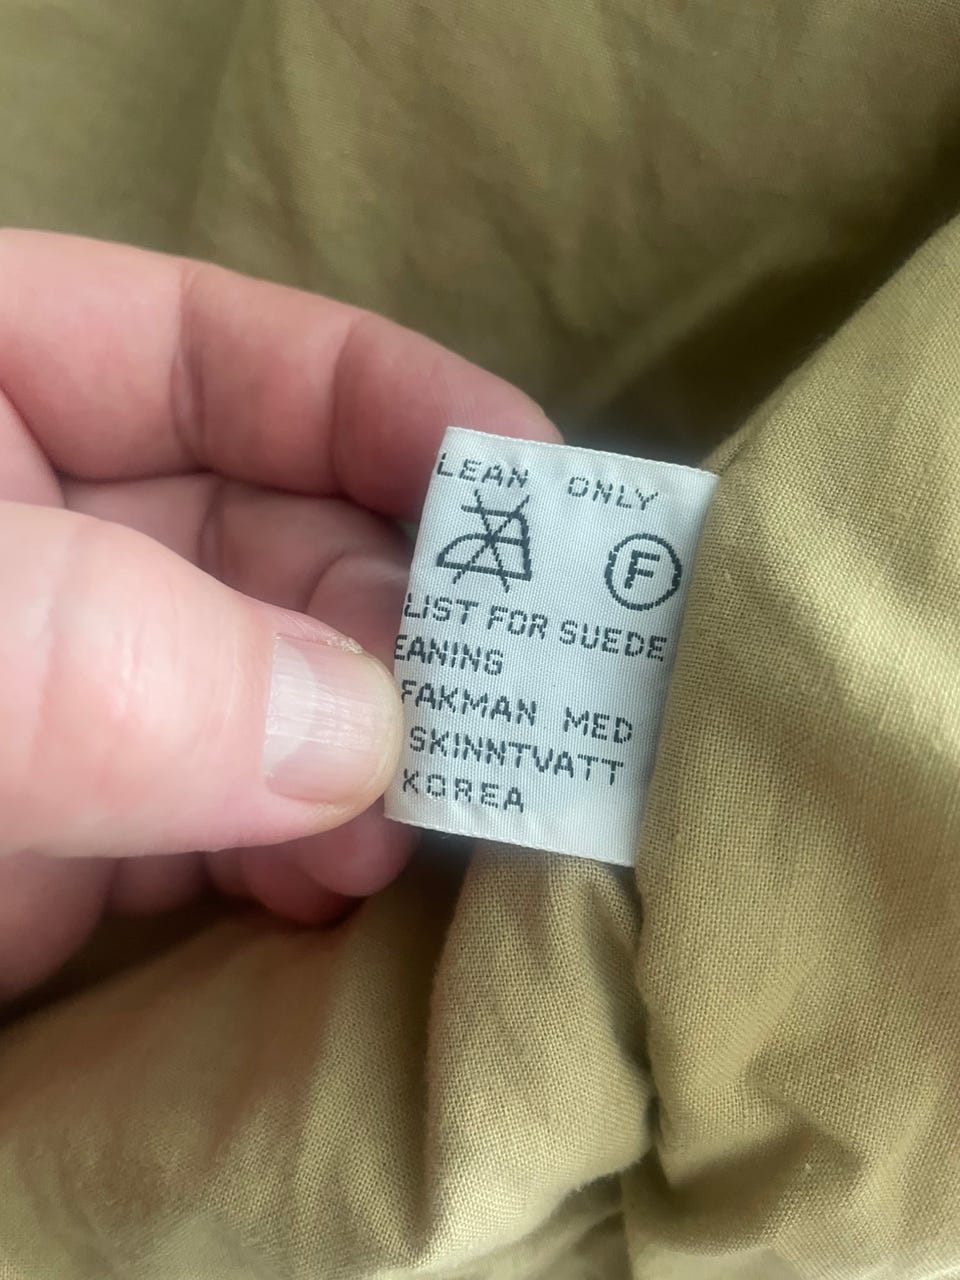 LEAN ONLY
F
LIST FOR SUEDE
EANING
FAKMAN MED
SKINNTVATT
KOREA